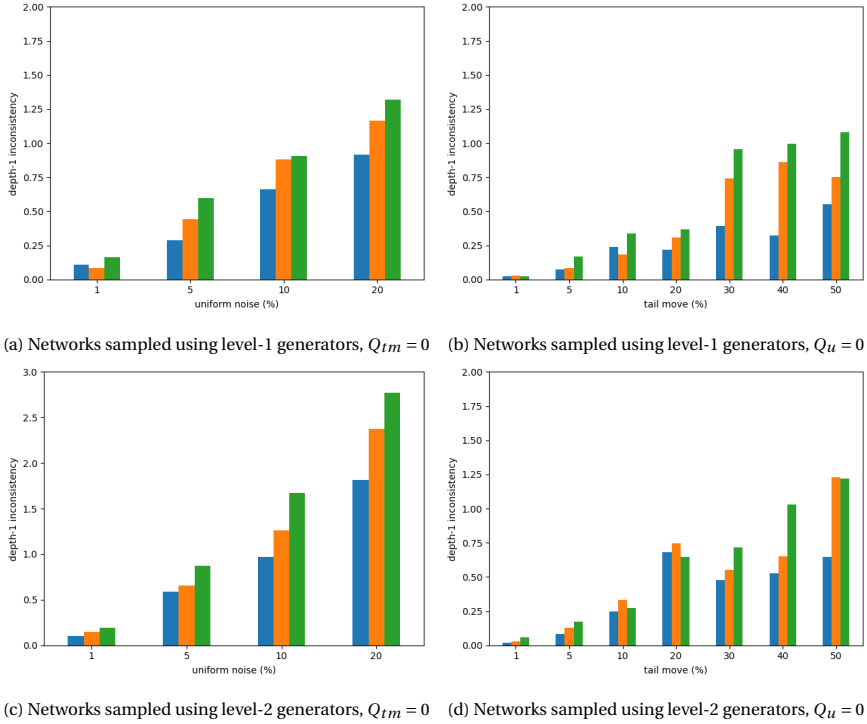 2.00
1.75
1.50
1.25
1.00
0.75
0.50
0.25
0.00
depth-1 inconsistency
1 5 10 20
uniform noise (%)
2.00
1.75
1.50
1.25
1.00
0.75
0.50
0.25
0.00
depth-1 inconsistency
1 5 10 20 30 40 50
tail move (%)
(a) Networks sampled using level-1 generators, Qtm = 0
(b) Networks sampled using level-1 generators, Qu = 0
3.0
2.5
2.0
1.5
1.0
0.5
0.0
depth-1 inconsistency
1 5 10 20
uniform noise (%)
2.00
1.75
1.50
1.25
1.00
0.75
0.50
0.25
0.00
depth-1 inconsistency
1 5 10 20 30 40 50
tail move (%)
(c) Networks sampled using level-2 generators, Qtm = 0
(d) Networks sampled using level-2 generators, Qu = 0